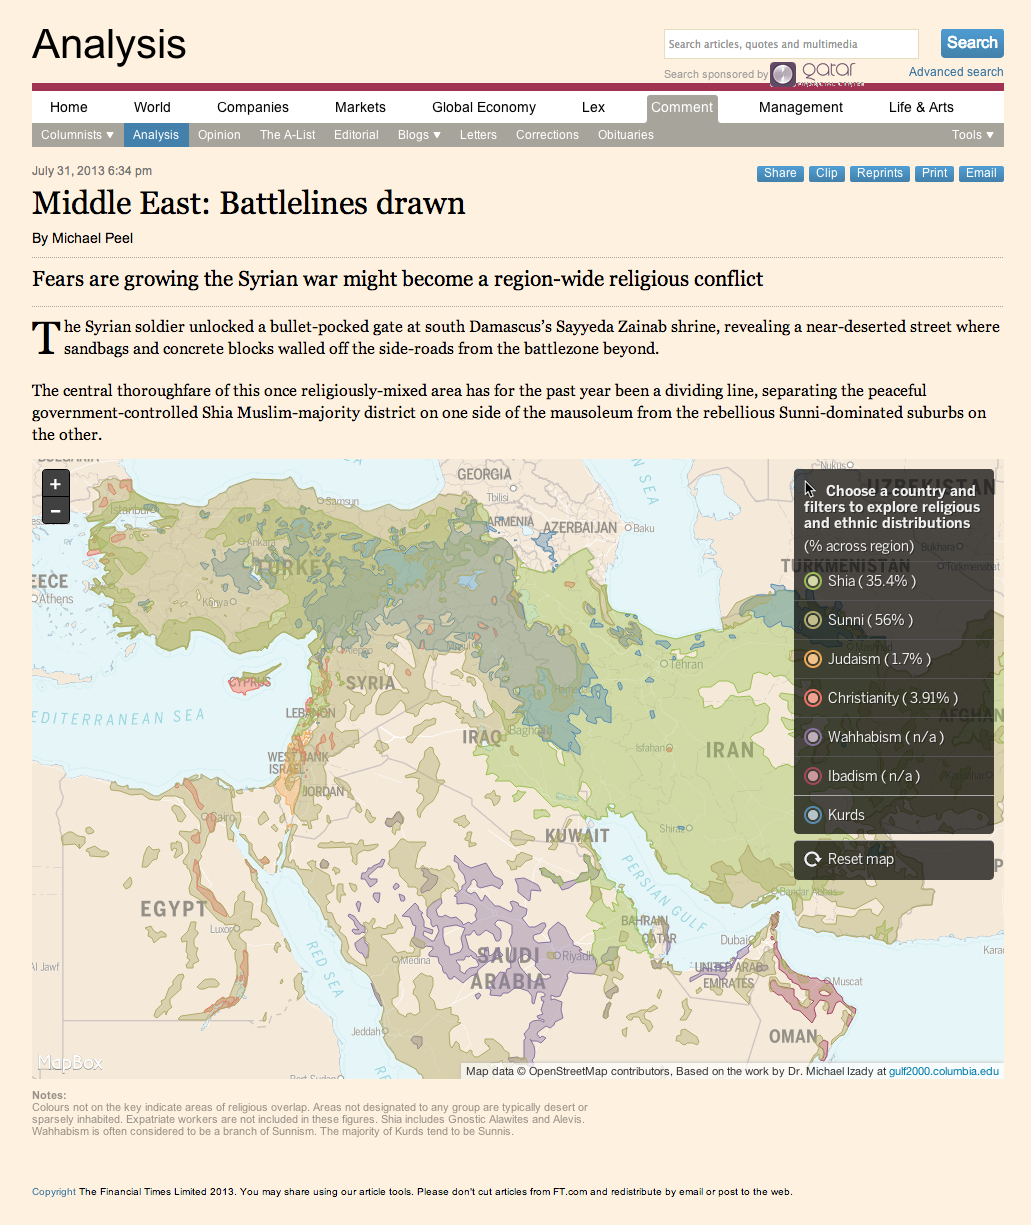 Analysis
Search articles, quotes and multimedia
Search
Search sponsored by
Qatar
FINANCIAL CENTRE
Advanced search
Home World Companies Markets Global Economy Lex Comment Management Life & Arts
Columnists ▼ Analysis Opinion The A-List Editorial Blogs ▼ Letters Corrections Obituaries Tools ▼
July 31, 2013 6:34 pm
Share Clip Reprints Print Email
Middle East: Battlelines drawn
By Michael Peel
Fears are growing the Syrian war might become a region-wide religious conflict
The Syrian soldier unlocked a bullet-pocked gate at south Damascus's Sayyeda Zainab shrine, revealing a near-deserted street where
sandbags and concrete blocks walled off the side-roads from the battlezone beyond.
The central thoroughfare of this once religiously-mixed area has for the past year been a dividing line, separating the peaceful
government-controlled Shia Muslim-majority district on one side of the mausoleum from the rebellious Sunni-dominated suburbs on
the other.
+
−
BULGARIA
GEORGIA
SEA
Nukus
UZBEKISTAN
Istanbul
Samsun
Tbilisi
ARMENIA
AZERBAIJAN
Baku
Bukhara
Ankara
TURKEY
TURKMENISTAN
Turkmenabat
EECE
Athens
Konya
Aleppo
Mosul
Tehran
CYPRUS
SYRIA
LEBANON
EDITERRANEAN SEA
IRAQ
Baghdad
Isfahan
IRAN
AFGHAN
WEST BANK
ISRAEL
JORDAN
Cairo
KUWAIT
Shiraz
PERSIAN GULF
Bandar Abbas
P
EGYPT
Luxor
BAHRAIN
QATAR
Dubai
RED SEA
Al Jawf
Medina
SAUDI
ARABIA
Riyadh
UNITED ARAB
EMIRATES
Muscat
Kara
Jeddah
OMAN
Port Sudan
Choose a country and
filters to explore religious
and ethnic distributions
(% across region)
Shia ( 35.4% )
Sunni ( 56% )
Judaism ( 1.7% )
Christianity ( 3.91% )
Wahhabism ( n/a )
Ibadism ( n/a )
Kurds
Reset map
MapBox
Map data © OpenStreetMap contributors, Based on the work by Dr. Michael Izady at gulf2000.columbia.edu
Notes:
Colours not on the key indicate areas of religious overlap. Areas not designated to any group are typically desert or
sparsely inhabited. Expatriate workers are not included in these figures. Shia includes Gnostic Alawites and Alevis.
Wahhabism is often considered to be a branch of Sunnism. The majority of Kurds tend to be Sunnis.
Copyright The Financial Times Limited 2013. You may share using our article tools. Please don't cut articles from FT.com and redistribute by email or post to the web.